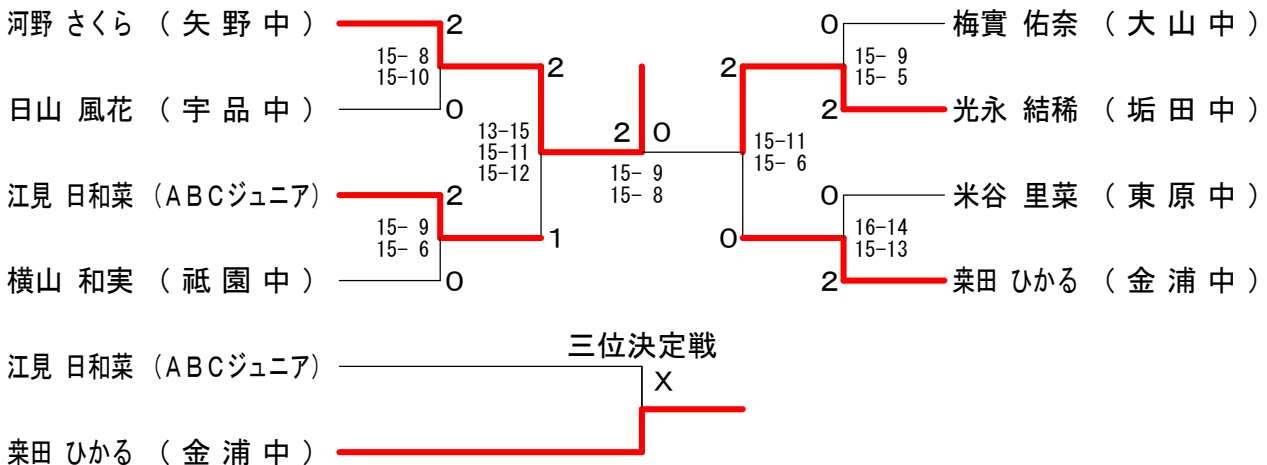 河野 さくら （ 矢 野 中 ）
2
15- 8
15-10
日山 風花 （ 宇 品 中 ）
0
2
13-15
15-11
15-12
江見 日和菜 （ＡＢＣジュニア）
2
15- 9
15- 6
横山 和実 （ 祇 園 中 ）
0
1
2 0
15- 9
15- 8
梅實 佑奈 （ 大 山 中 ）
0
15- 9
15- 5
光永 結稀 （ 垢 田 中 ）
2
2
15-11
15- 6
米谷 里菜 （ 東 原 中 ）
0
16-14
15-13
桒田 ひかる （ 金 浦 中 ）
2
0
三位決定戦
江見 日和菜 （ＡＢＣジュニア）
X
桒田 ひかる （ 金 浦 中 ）